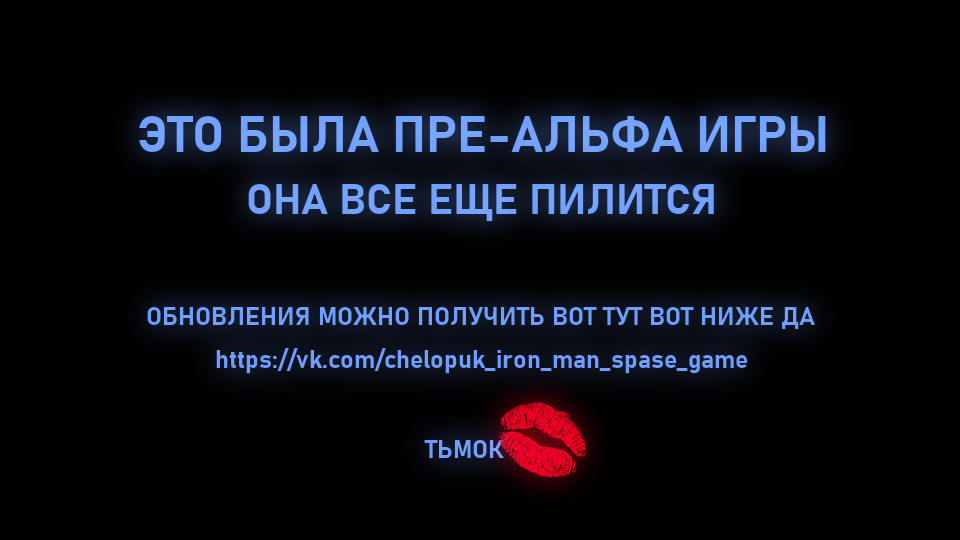 ЭТО БЫЛА ПРЕ-АЛЬФА ИГРЫ
ОНА ВСЕ ЕЩЕ ПИЛИТСЯ
ОБНОВЛЕНИЯ МОЖНО ПОЛУЧИТЬ ВОТ ТУТ ВОТ НИЖЕ ДА
https://vk.com/chelopuk_iron_man_spase_game
ТЬМОК